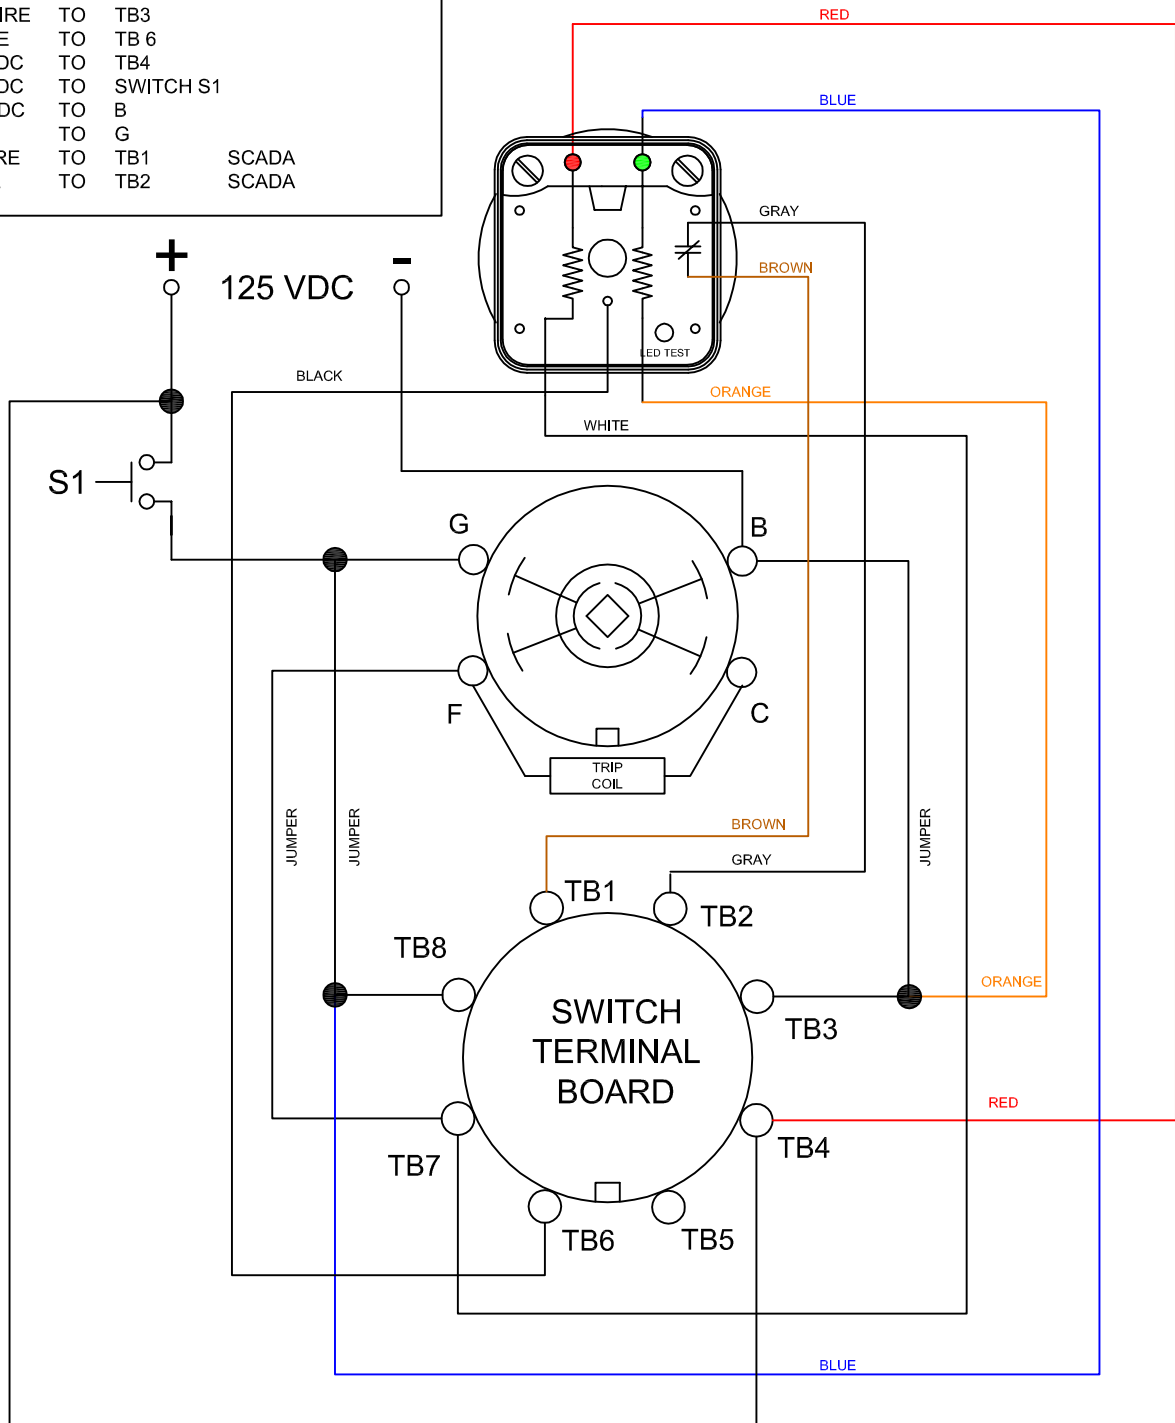 IRE TO TB3
E TO TB 6
DC TO TB4
DC TO SWITCH S1
DC TO B
TO G
RE TO TB1 SCADA
TO TB2 SCADA
RED
BLUE
GRAY
BROWN
+ 125 VDC -
LED TEST
BLACK
ORANGE
WHITE
S1
G
B
F
C
TRIP
COIL
JUMPER
JUMPER
JUMPER
BROWN
GRAY
TB1
TB2
TB8
ORANGE
SWITCH
TERMINAL
BOARD
TB3
RED
TB4
TB7
TB6
TB5
BLUE